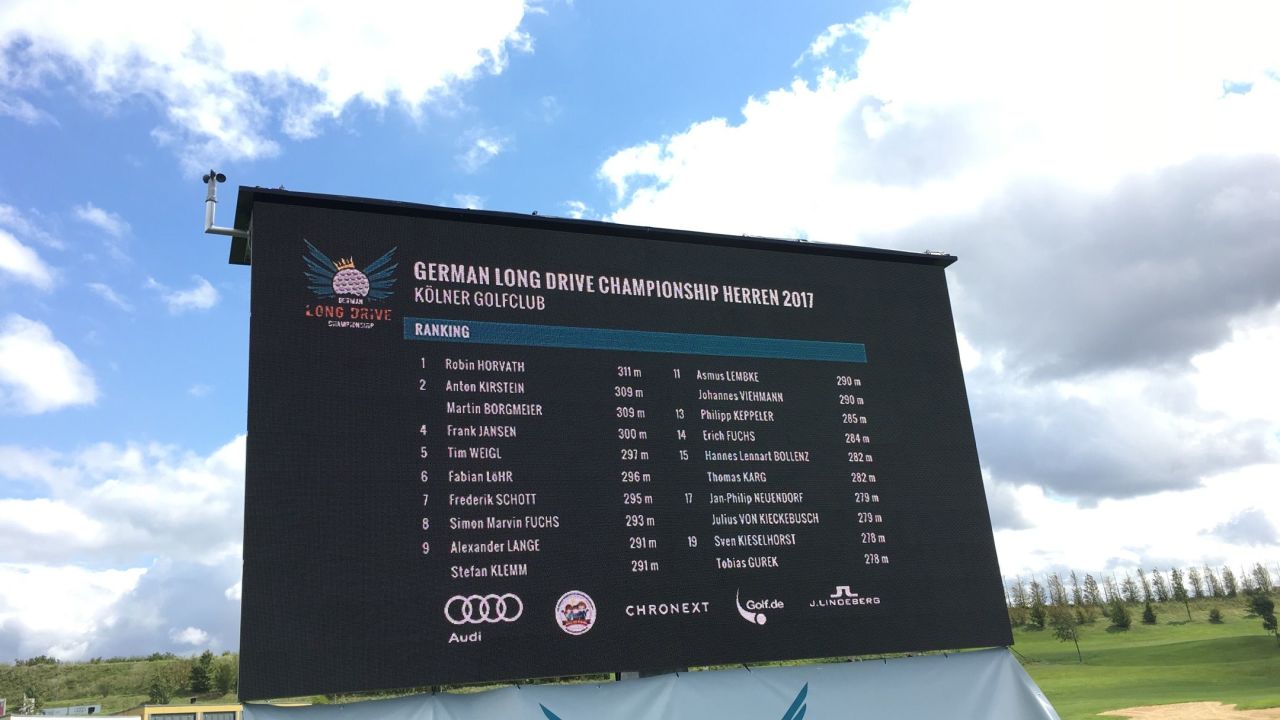 GERMAN
LONG DRIVE
CHAMPIONSHIP
GERMAN LONG DRIVE CHAMPIONSHIP HERREN 2017
KÖLNER GOLFCLUB
RANKING
1 Robin HORVATH 311 m
2 Anton KIRSTEIN 309 m
Martin BORGMEIER 309 m
4 Frank JANSEN 300 m
5 Tim WEIGL 297 m
6 Fabian LöHR 296 m
7 Frederik SCHOTT 295 m
8 Simon Marvin FUCHS 293 m
9 Alexander LANGE 291 m
Stefan KLEMM 291 m
11 Asmus LEMBKE 290 m
Johannes VIEHMANN 290 m
13 Philipp KEPPELER 285 m
14 Erich FUCHS 284 m
15 Hannes Lennart BOLLENZ 282 m
Thomas KARG 282 m
17 Jan-Philip NEUENDORF 279 m
Julius VON KIECKEBUSCH 279 m
19 Sven KIESELHORST 278 m
Tobias GUREK 278 m
Audi
CHRONEXT
Golf.de
J.LINDEBERG